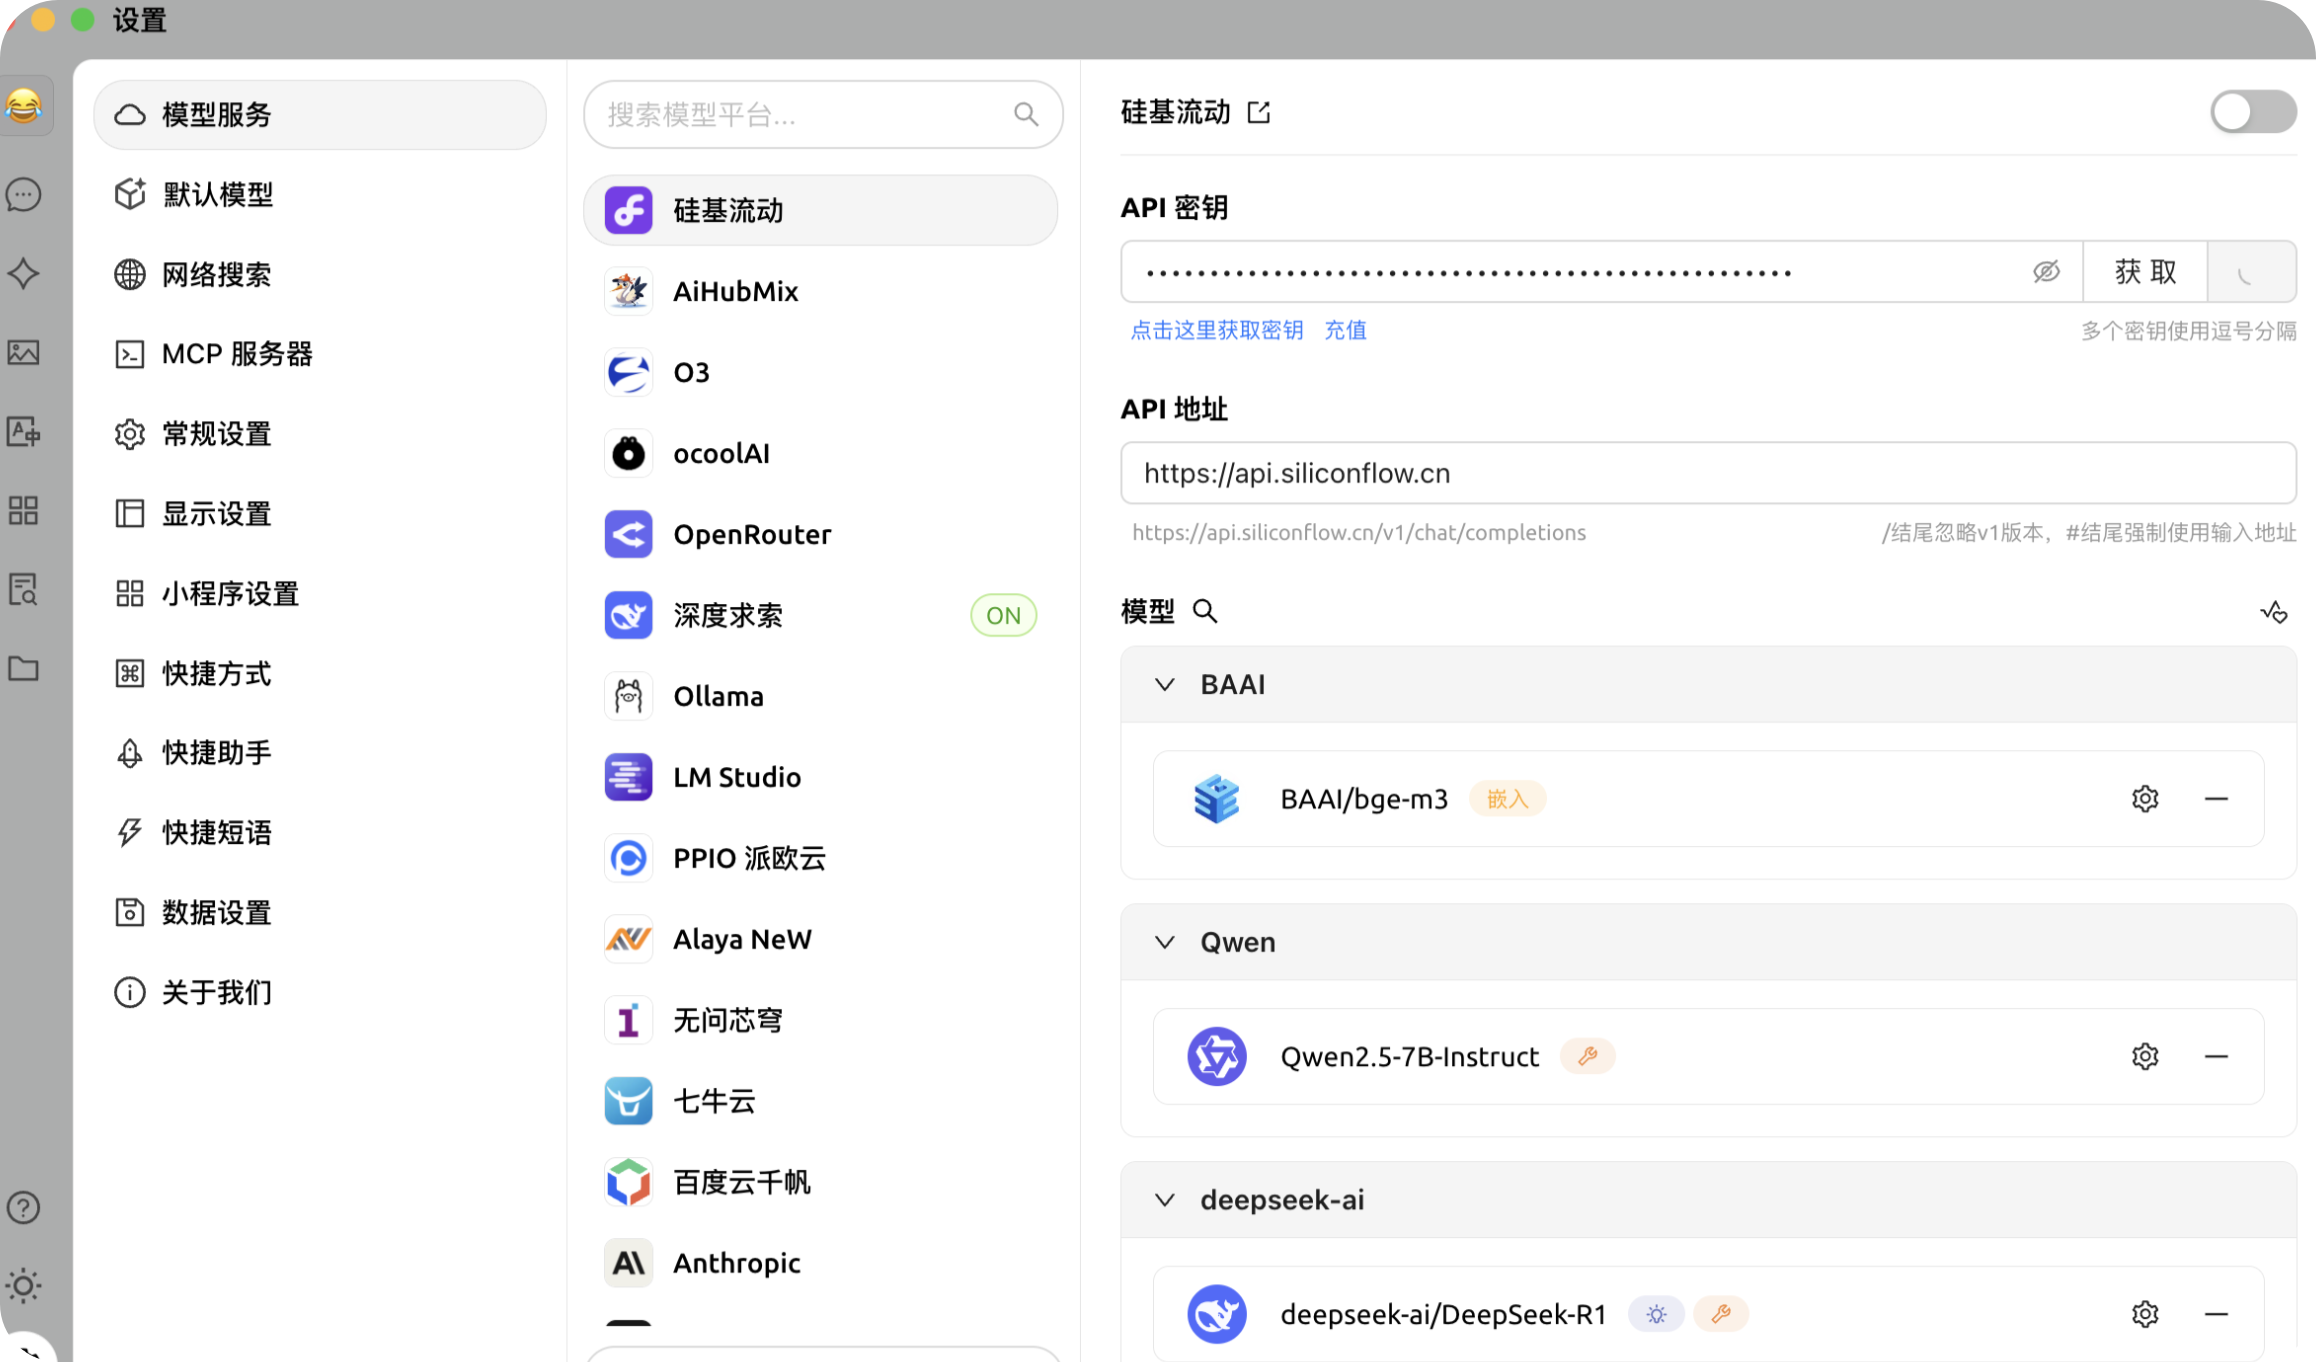 设置
模型服务
默认模型
网络搜索
MCP 服务器
常规设置
显示设置
小程序设置
快捷方式
快捷助手
快捷短语
数据设置
关于我们
搜索模型平台...
硅基流动
AiHubMix
O3
ocoolAI
OpenRouter
深度求索 ON
Ollama
LM Studio
PPIO 派欧云
Alaya NeW
无问芯穹
七牛云
百度云千帆
Anthropic
硅基流动
API 密钥
获 取
点击这里获取密钥 充值 多个密钥使用逗号分隔
API 地址
https://api.siliconflow.cn
https://api.siliconflow.cn/v1/chat/completions /结尾忽略v1版本，#结尾强制使用输入地址
模型
BAAI
BAAI/bge-m3 嵌入
Qwen
Qwen2.5-7B-Instruct
deepseek-ai
deepseek-ai/DeepSeek-R1